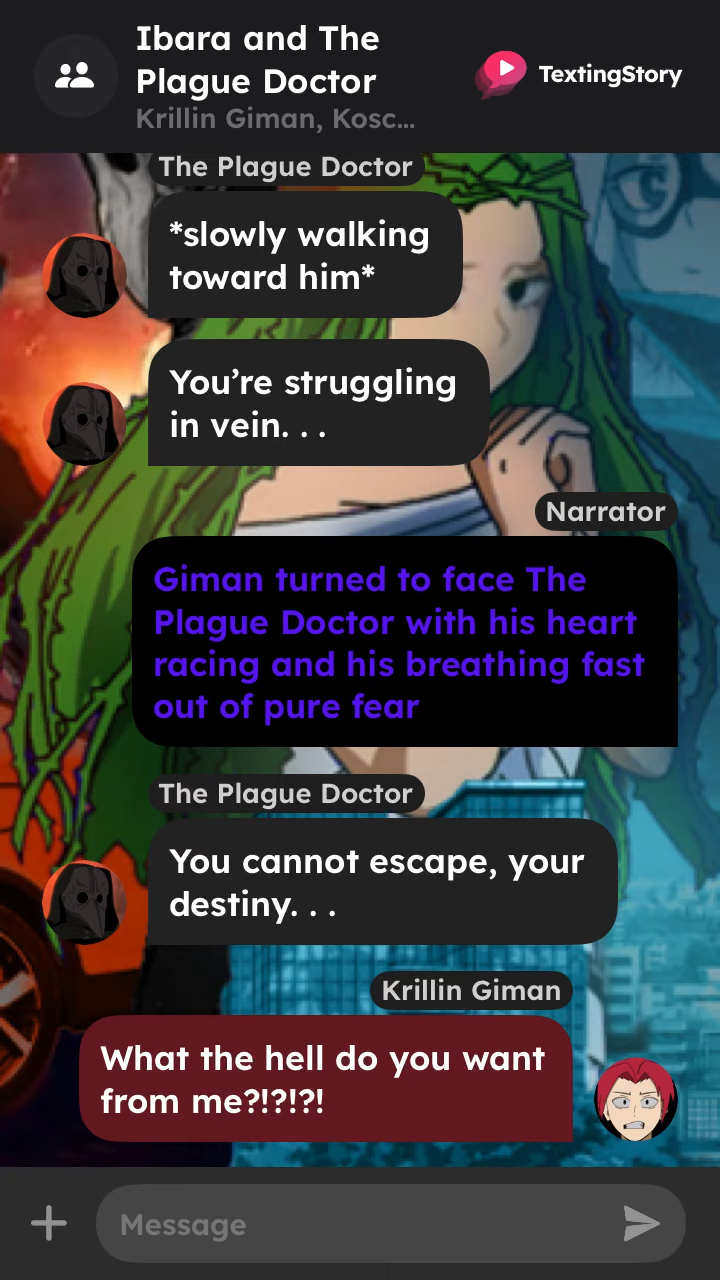 Ibara and The
Plague Doctor
Krillin Giman, Kosc...
TextingStory
The Plague Doctor
*slowly walking
toward him*
You're struggling
in vein. . .
Narrator
Giman turned to face The
Plague Doctor with his heart
racing and his breathing fast
out of pure fear
The Plague Doctor
You cannot escape, your
destiny. . .
Krillin Giman
What the hell do you want
from me?!?!?!
Message